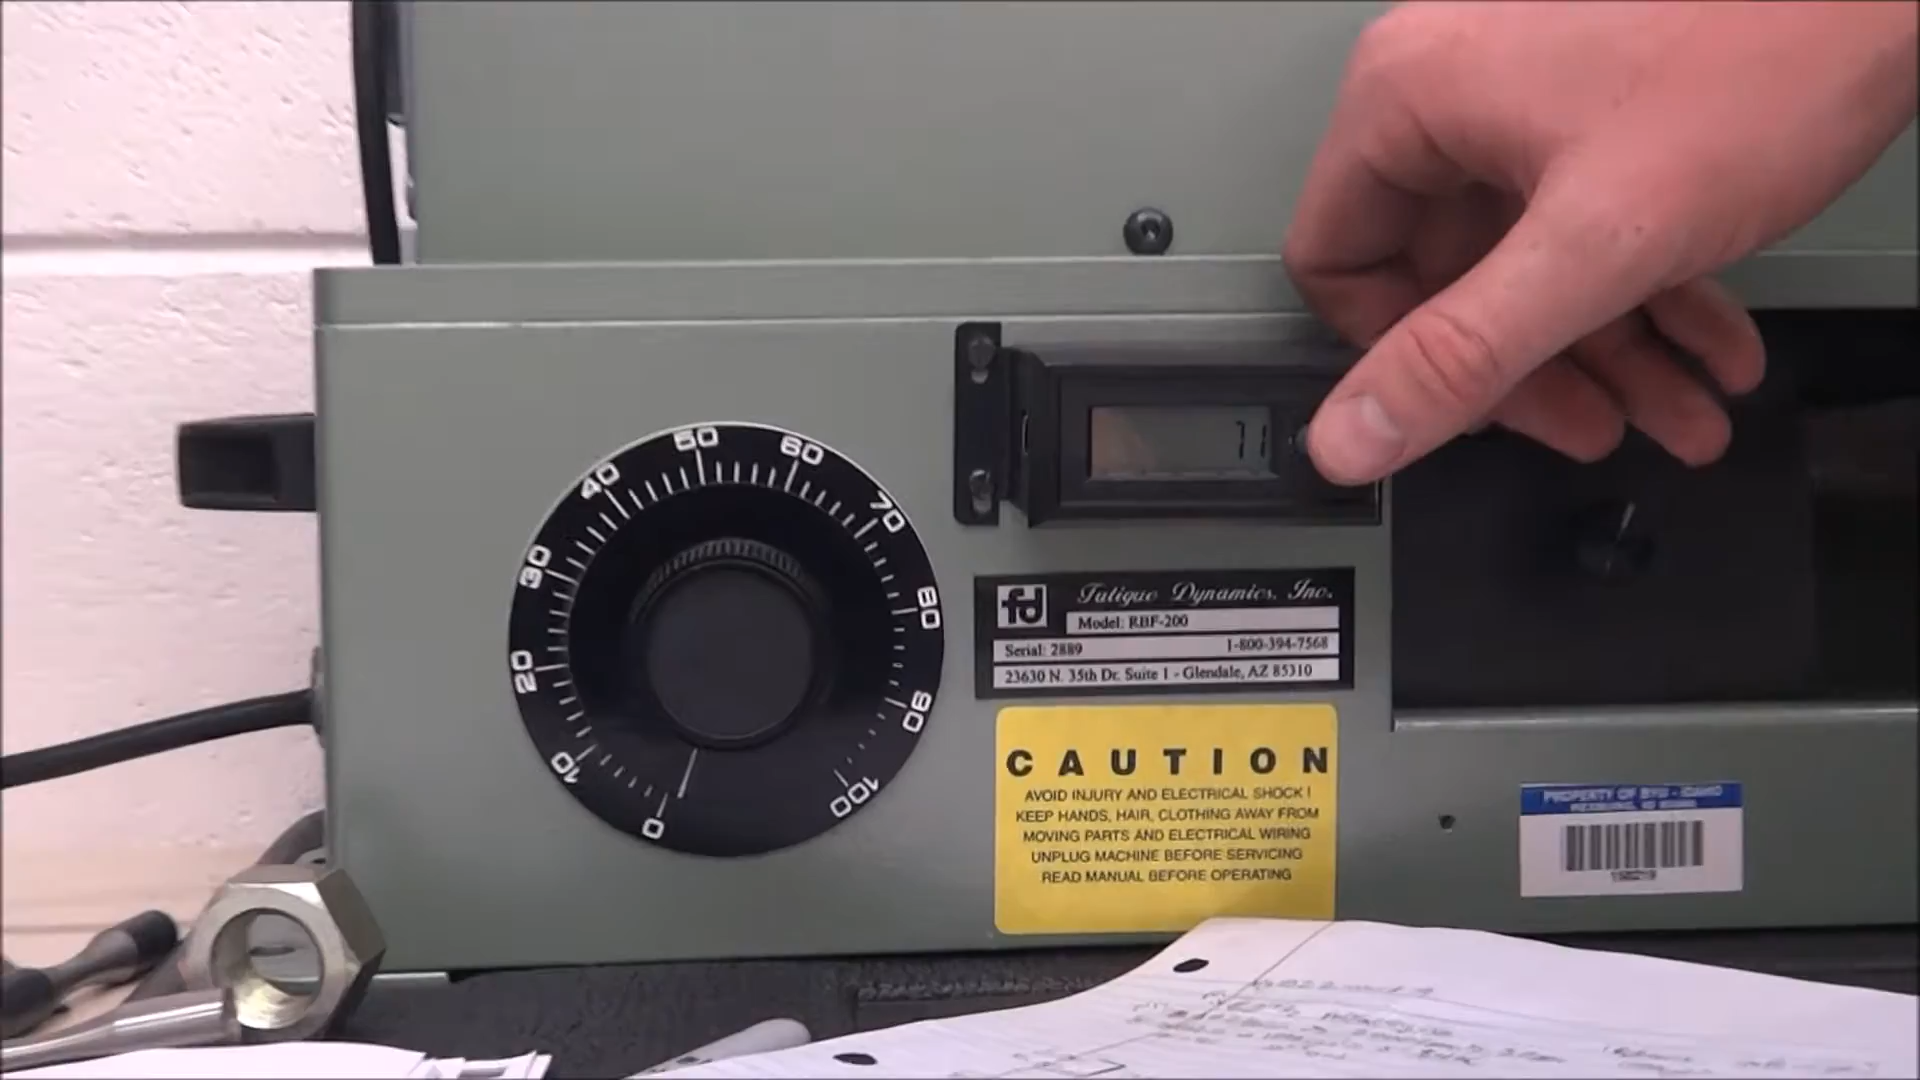 50
60
40
70
30
80
20
90
10
100
0
71
fd
Fatigue Dynamics, Inc.
Model: RBF-200
Serial: 2889 1-800-394-7568
23630 N. 35th Dr. Suite 1 - Glendale, AZ 85310
CAUTION
AVOID INJURY AND ELECTRICAL SHOCK !
KEEP HANDS, HAIR, CLOTHING AWAY FROM
MOVING PARTS AND ELECTRICAL WIRING
UNPLUG MACHINE BEFORE SERVICING
READ MANUAL BEFORE OPERATING
PROPERTY OF BYU - IDAHO